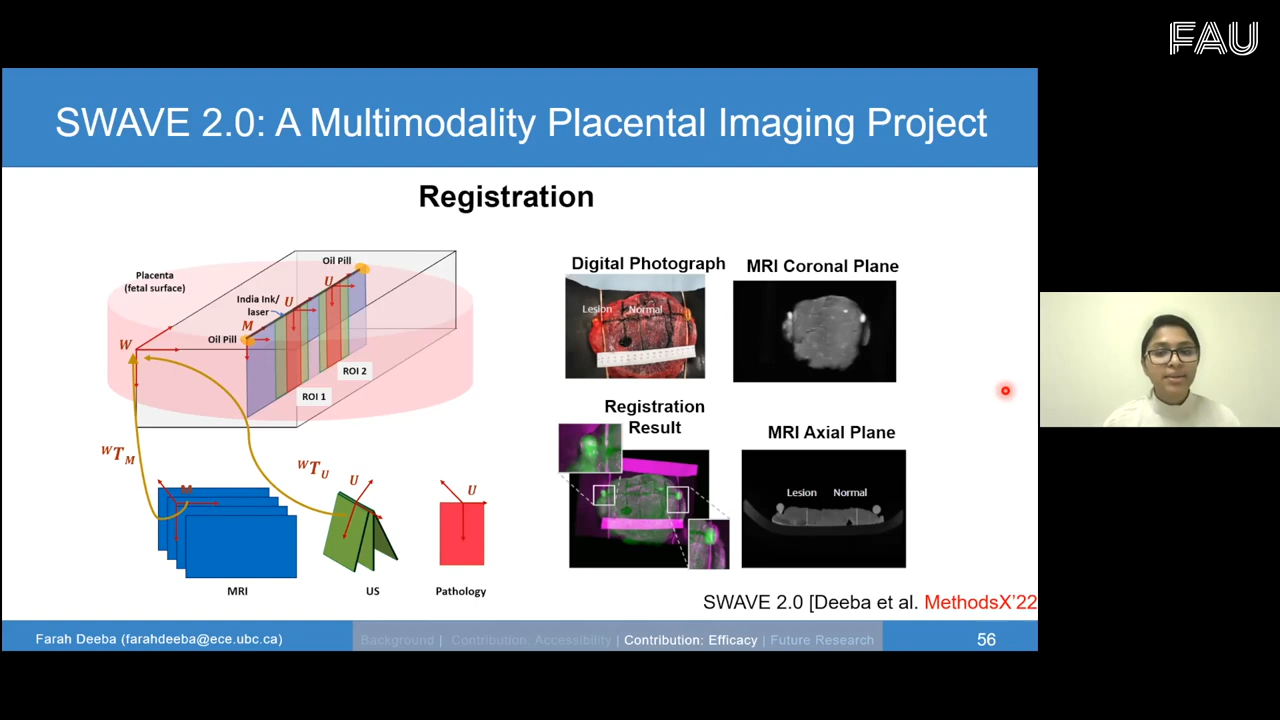 FAU
SWAVE 2.0: A Multimodality Placental Imaging Project
Registration
Placenta
(fetal surface)
Oil Pill
India Ink/
laser
U
U
M
Oil Pill
W
ROI 2
ROI 1
WTM
WTU
M
U
U
MRI
US
Pathology
Digital Photograph
MRI Coronal Plane
Lesion
Normal
Registration
Result
MRI Axial Plane
Lesion
Normal
SWAVE 2.0 [Deeba et al. MethodsX'22
Farah Deeba (farahdeeba@ece.ubc.ca)
Background | Contribution: Accessibility | Contribution: Efficacy | Future Research
56